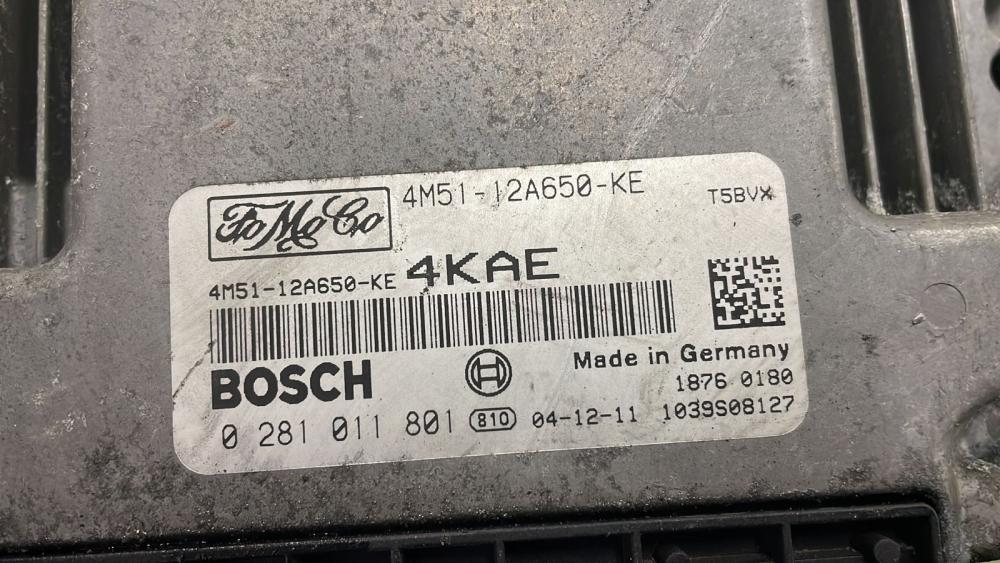 FoMoCo
4M51-12A650-KE
T5BVX
4M51-12A650-KE 4KAE
BOSCH
Made in Germany
1876 0180
0 281 011 801 810 04-12-11 1039S08127